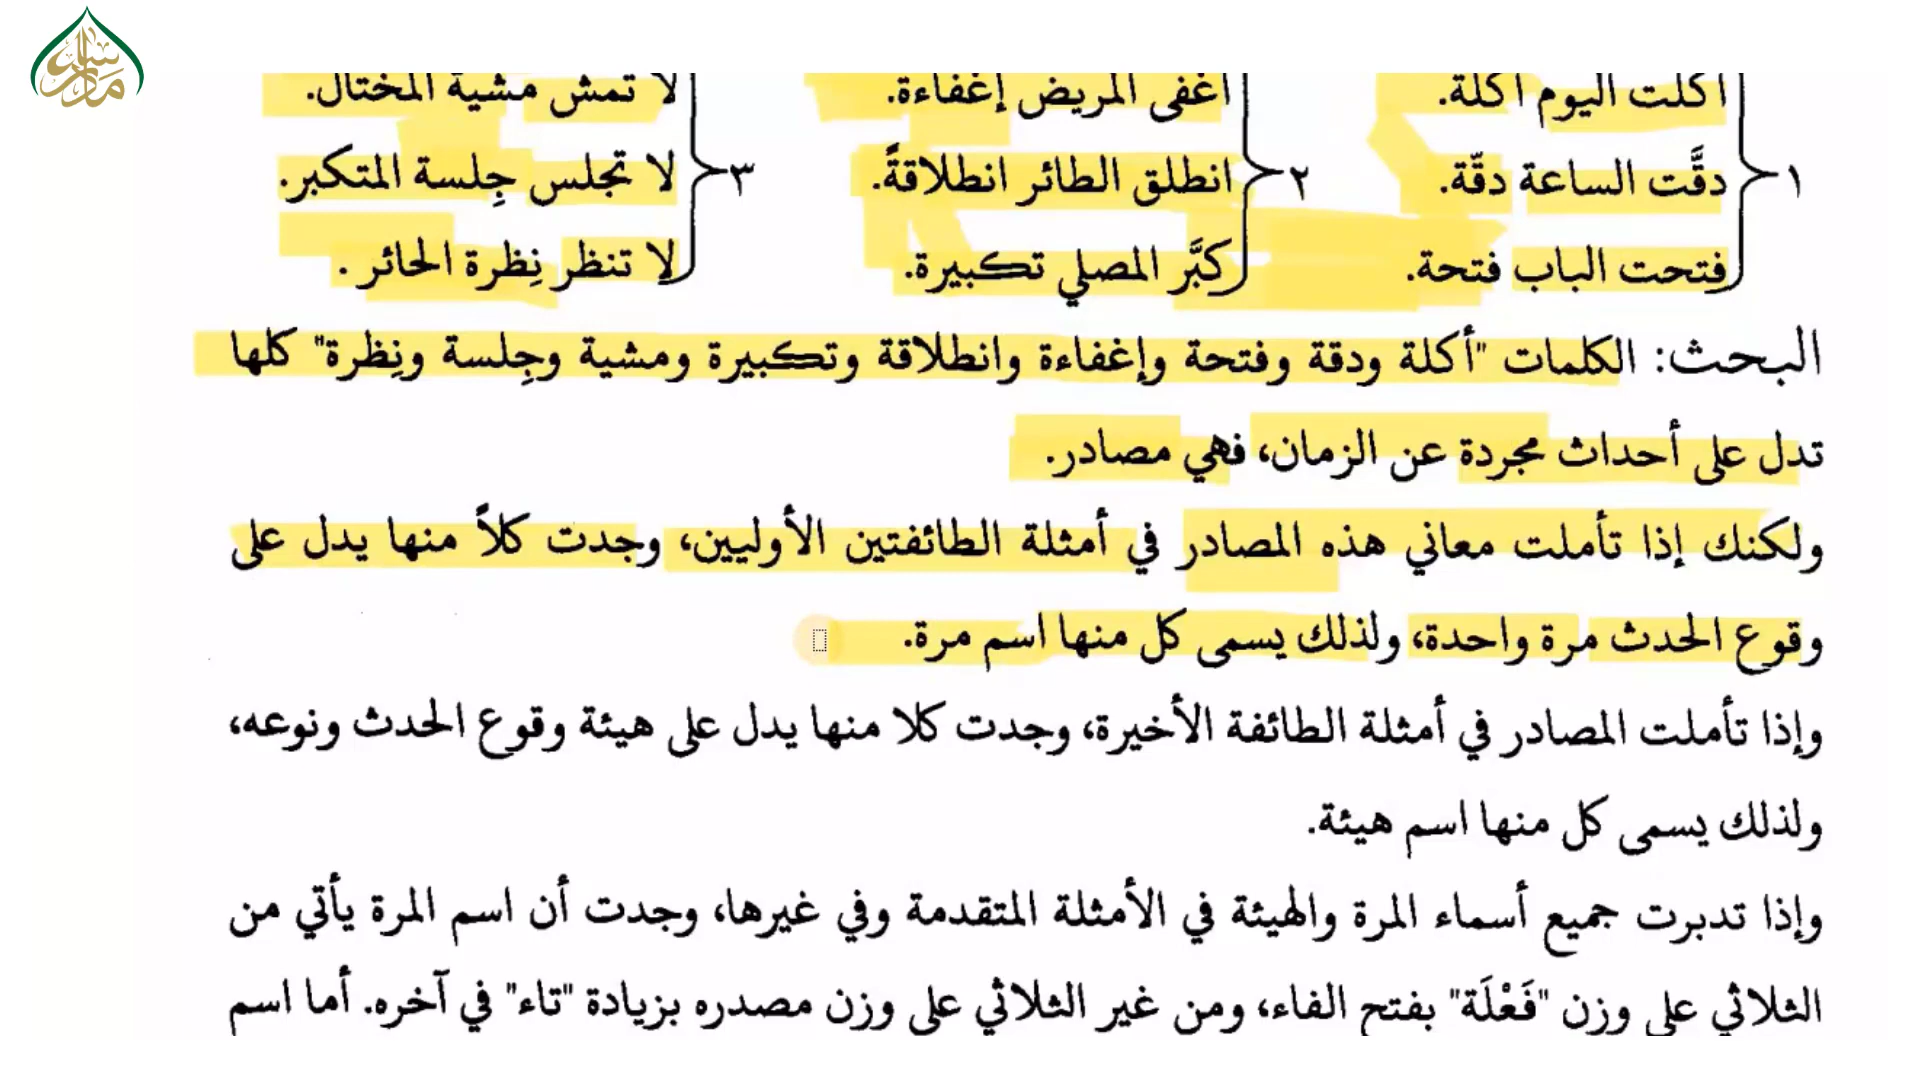 مدارس
أكلت اليوم أكلة. أغفى المريض إغفاءة. لا تمش مشية المختال.
١ دقَّت الساعة دقّة. ٢ انطلق الطائر انطلاقةً. ٣ لا تجلس جِلسة المتكبر.
فتحت الباب فتحة. كبَّر المصلي تكبيرة. لا تنظر نِظرة الحائر .
البحث: الكلمات "أكلة ودقة وفتحة وإغفاءة وانطلاقة وتكبيرة ومشية وجِلسة ونِظرة" كلها
تدل على أحداث مجردة عن الزمان، فهي مصادر.
ولكنك إذا تأملت معاني هذه المصادر في أمثلة الطائفتين الأوليين، وجدت كلاً منها يدل على
وقوع الحدث مرة واحدة، ولذلك يسمى كل منها اسم مرة.
وإذا تأملت المصادر في أمثلة الطائفة الأخيرة، وجدت كلا منها يدل على هيئة وقوع الحدث ونوعه،
ولذلك يسمى كل منها اسم هيئة.
وإذا تدبرت جميع أسماء المرة والهيئة في الأمثلة المتقدمة وفي غيرها، وجدت أن اسم المرة يأتي من
الثلاثي على وزن "فَعْلَة" بفتح الفاء، ومن غير الثلاثي على وزن مصدره بزيادة "تاء" في آخره. أما اسم